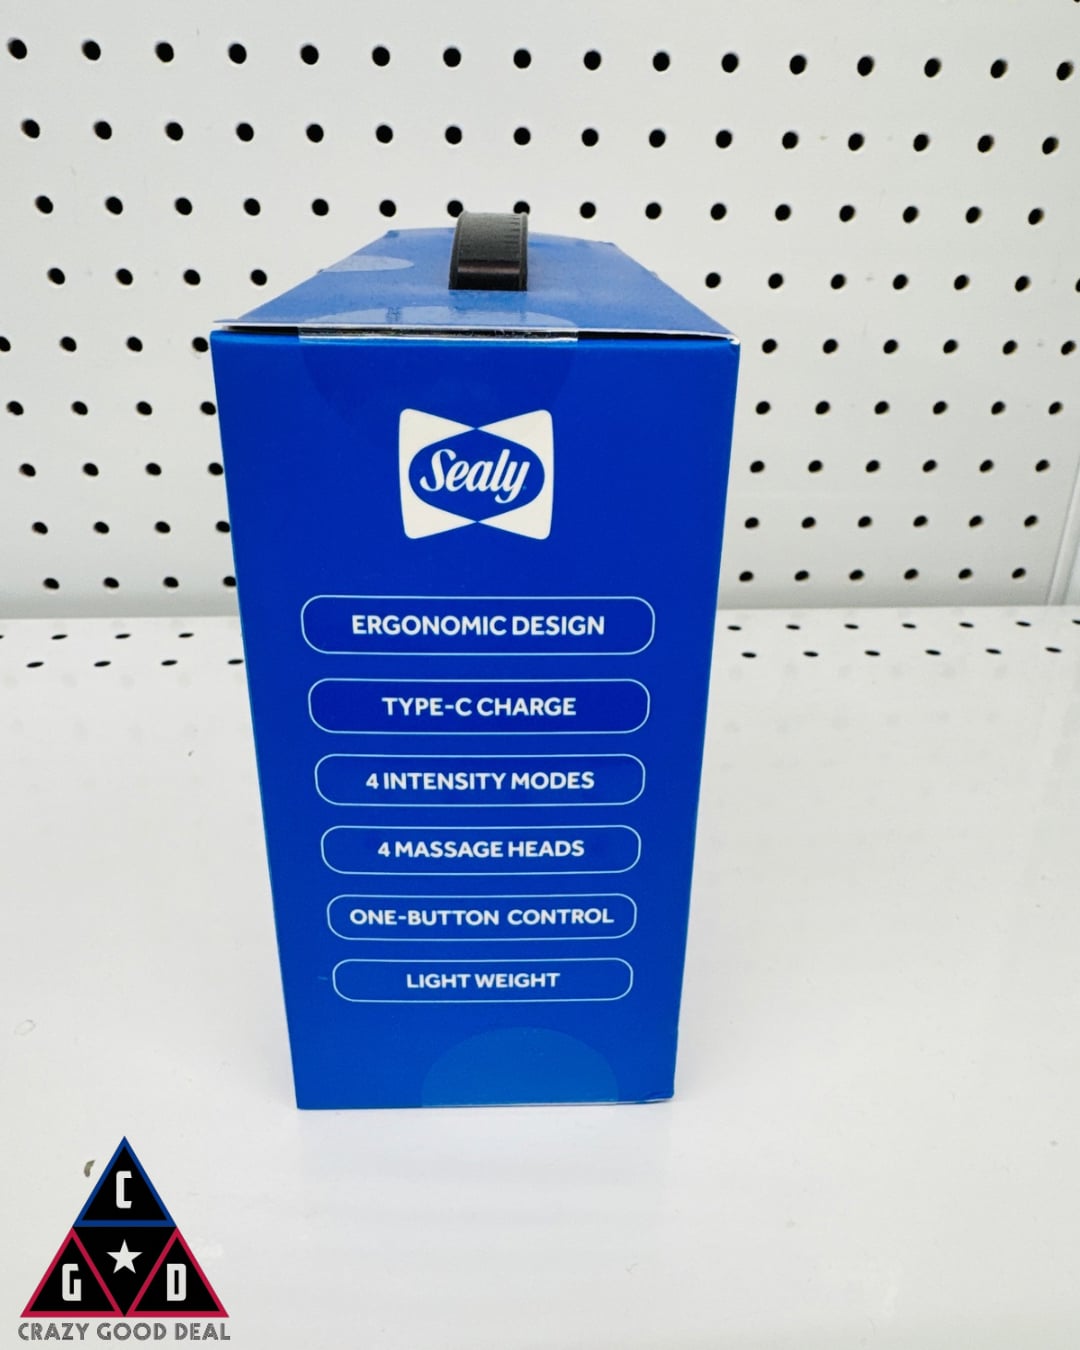 Sealy
ERGONOMIC DESIGN
TYPE-C CHARGE
4 INTENSITY MODES
4 MASSAGE HEADS
ONE-BUTTON CONTROL
LIGHT WEIGHT
C
G D
CRAZY GOOD DEAL